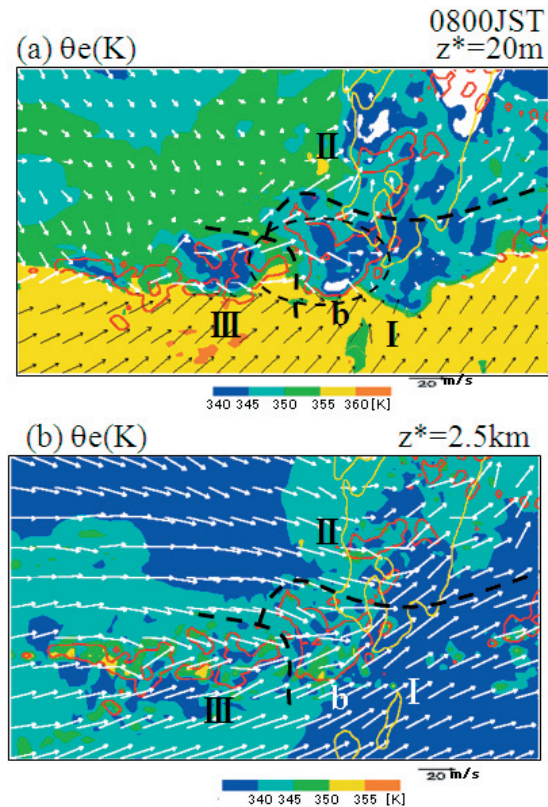 0800JST
(a) θe(K) z*=20m
II
III b I
20 m/s
340 345 350 355 360[K]
(b) θe(K) z*=2.5km
II
b I
III
20 m/s
340 345 350 355 [K]